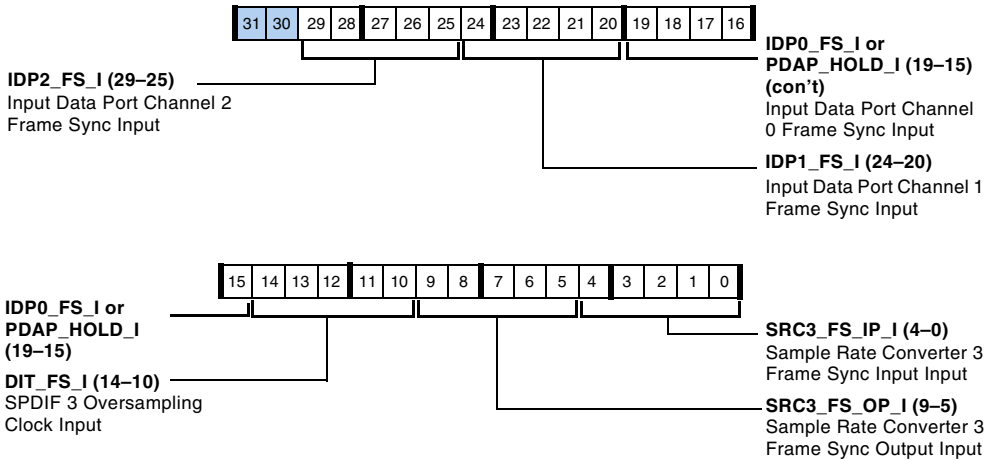 31 30 29 28 27 26 25 24 23 22 21 20 19 18 17 16
IDP2_FS_I (29–25)
Input Data Port Channel 2
Frame Sync Input
IDP0_FS_I or
PDAP_HOLD_I (19–15)
(con’t)
Input Data Port Channel
0 Frame Sync Input
IDP1_FS_I (24–20)
Input Data Port Channel 1
Frame Sync Input
15 14 13 12 11 10 9 8 7 6 5 4 3 2 1 0
IDP0_FS_I or
PDAP_HOLD_I
(19–15)
DIT_FS_I (14–10)
SPDIF 3 Oversampling
Clock Input
SRC3_FS_IP_I (4–0)
Sample Rate Converter 3
Frame Sync Input Input
SRC3_FS_OP_I (9–5)
Sample Rate Converter 3
Frame Sync Output Input